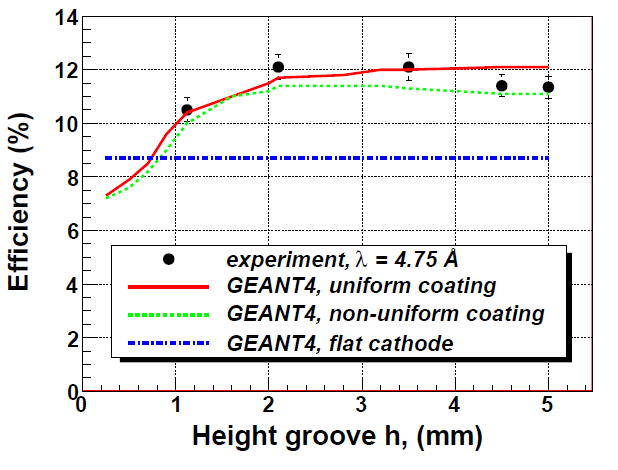 14
12
10
8
6
4
2
0
Efficiency (%)
experiment, λ = 4.75 Å
GEANT4, uniform coating
GEANT4, non-uniform coating
GEANT4, flat cathode
0 1 2 3 4 5
Height groove h, (mm)